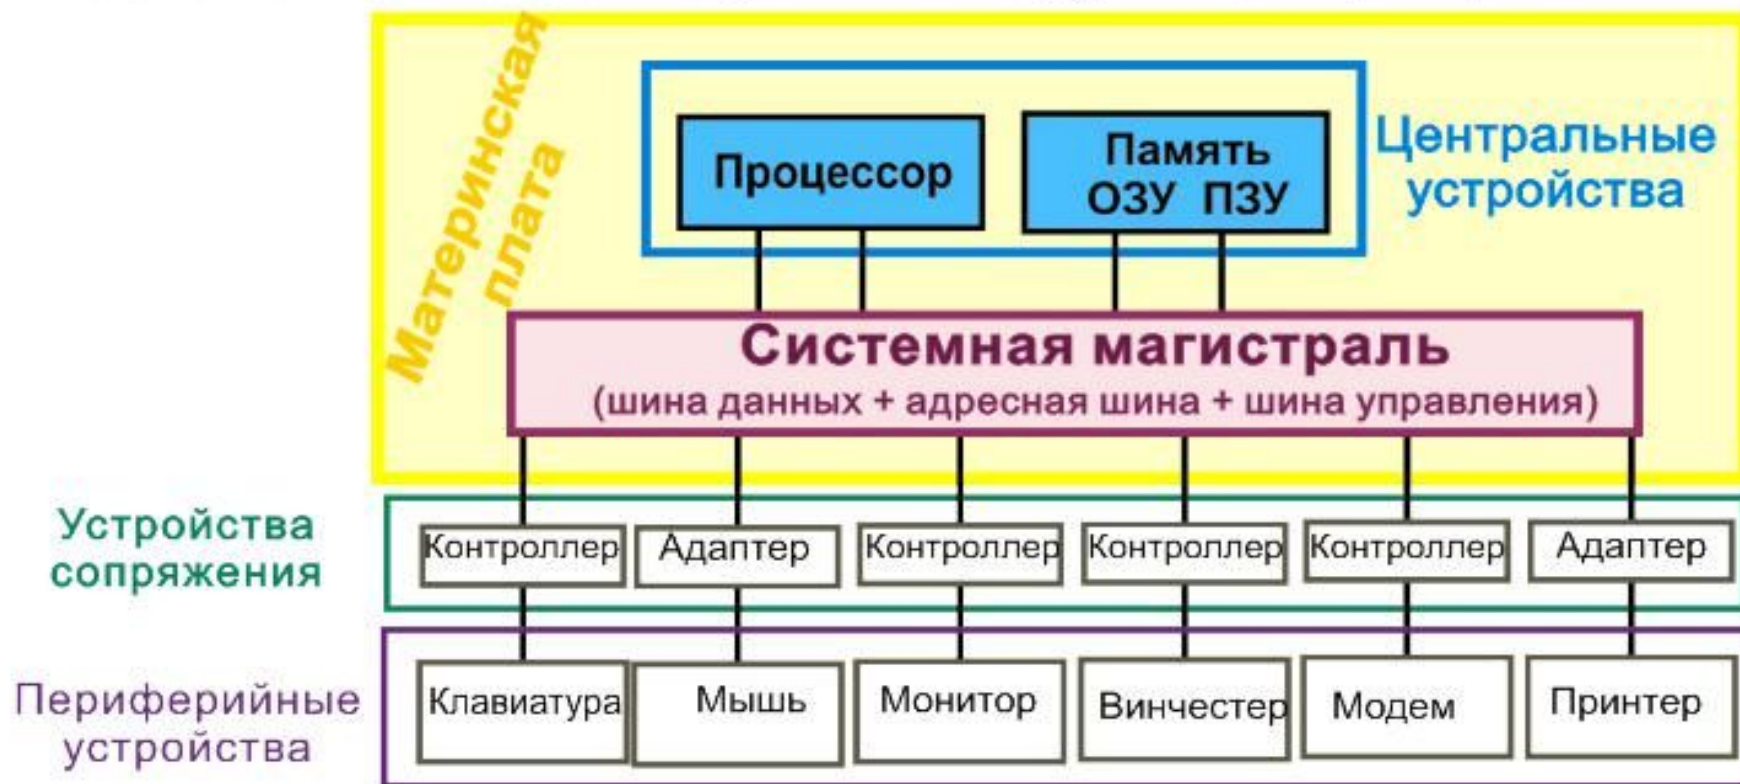 Материнская
плата
Процессор
Память
ОЗУ ПЗУ
Центральные
устройства
Системная магистраль
(шина данных + адресная шина + шина управления)
Устройства
сопряжения
Контроллер
Адаптер
Контроллер
Контроллер
Контроллер
Адаптер
Периферийные
устройства
Клавиатура
Мышь
Монитор
Винчестер
Модем
Принтер